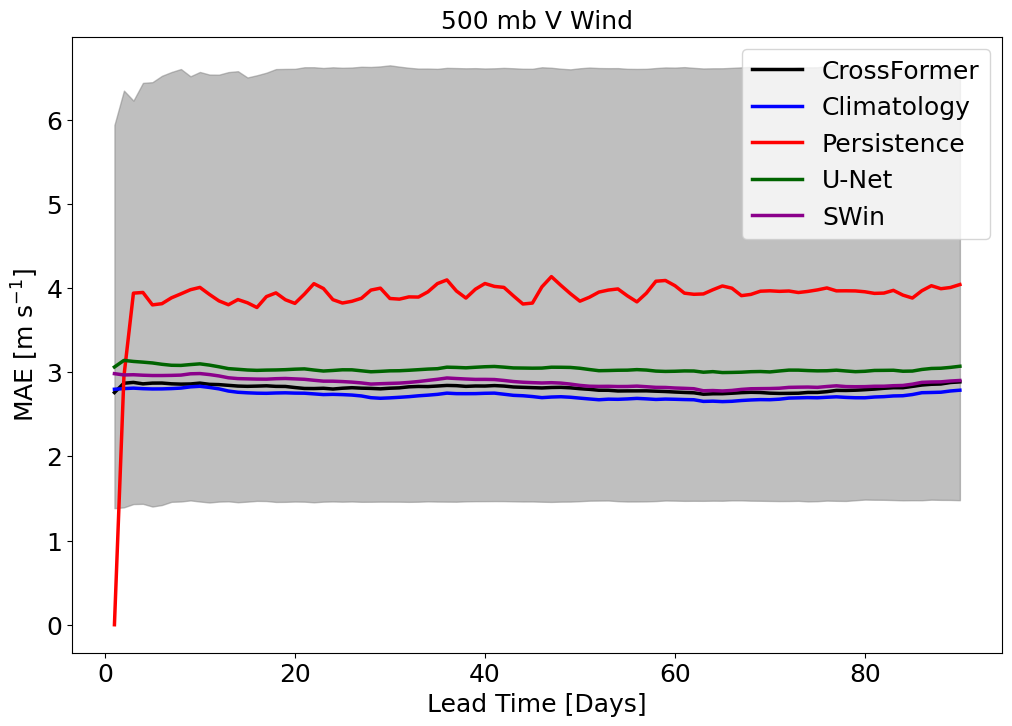 500 mb V Wind
CrossFormer
Climatology
Persistence
U-Net
SWin
MAE [m s⁻¹]
6
5
4
3
2
1
0
0 20 40 60 80
Lead Time [Days]